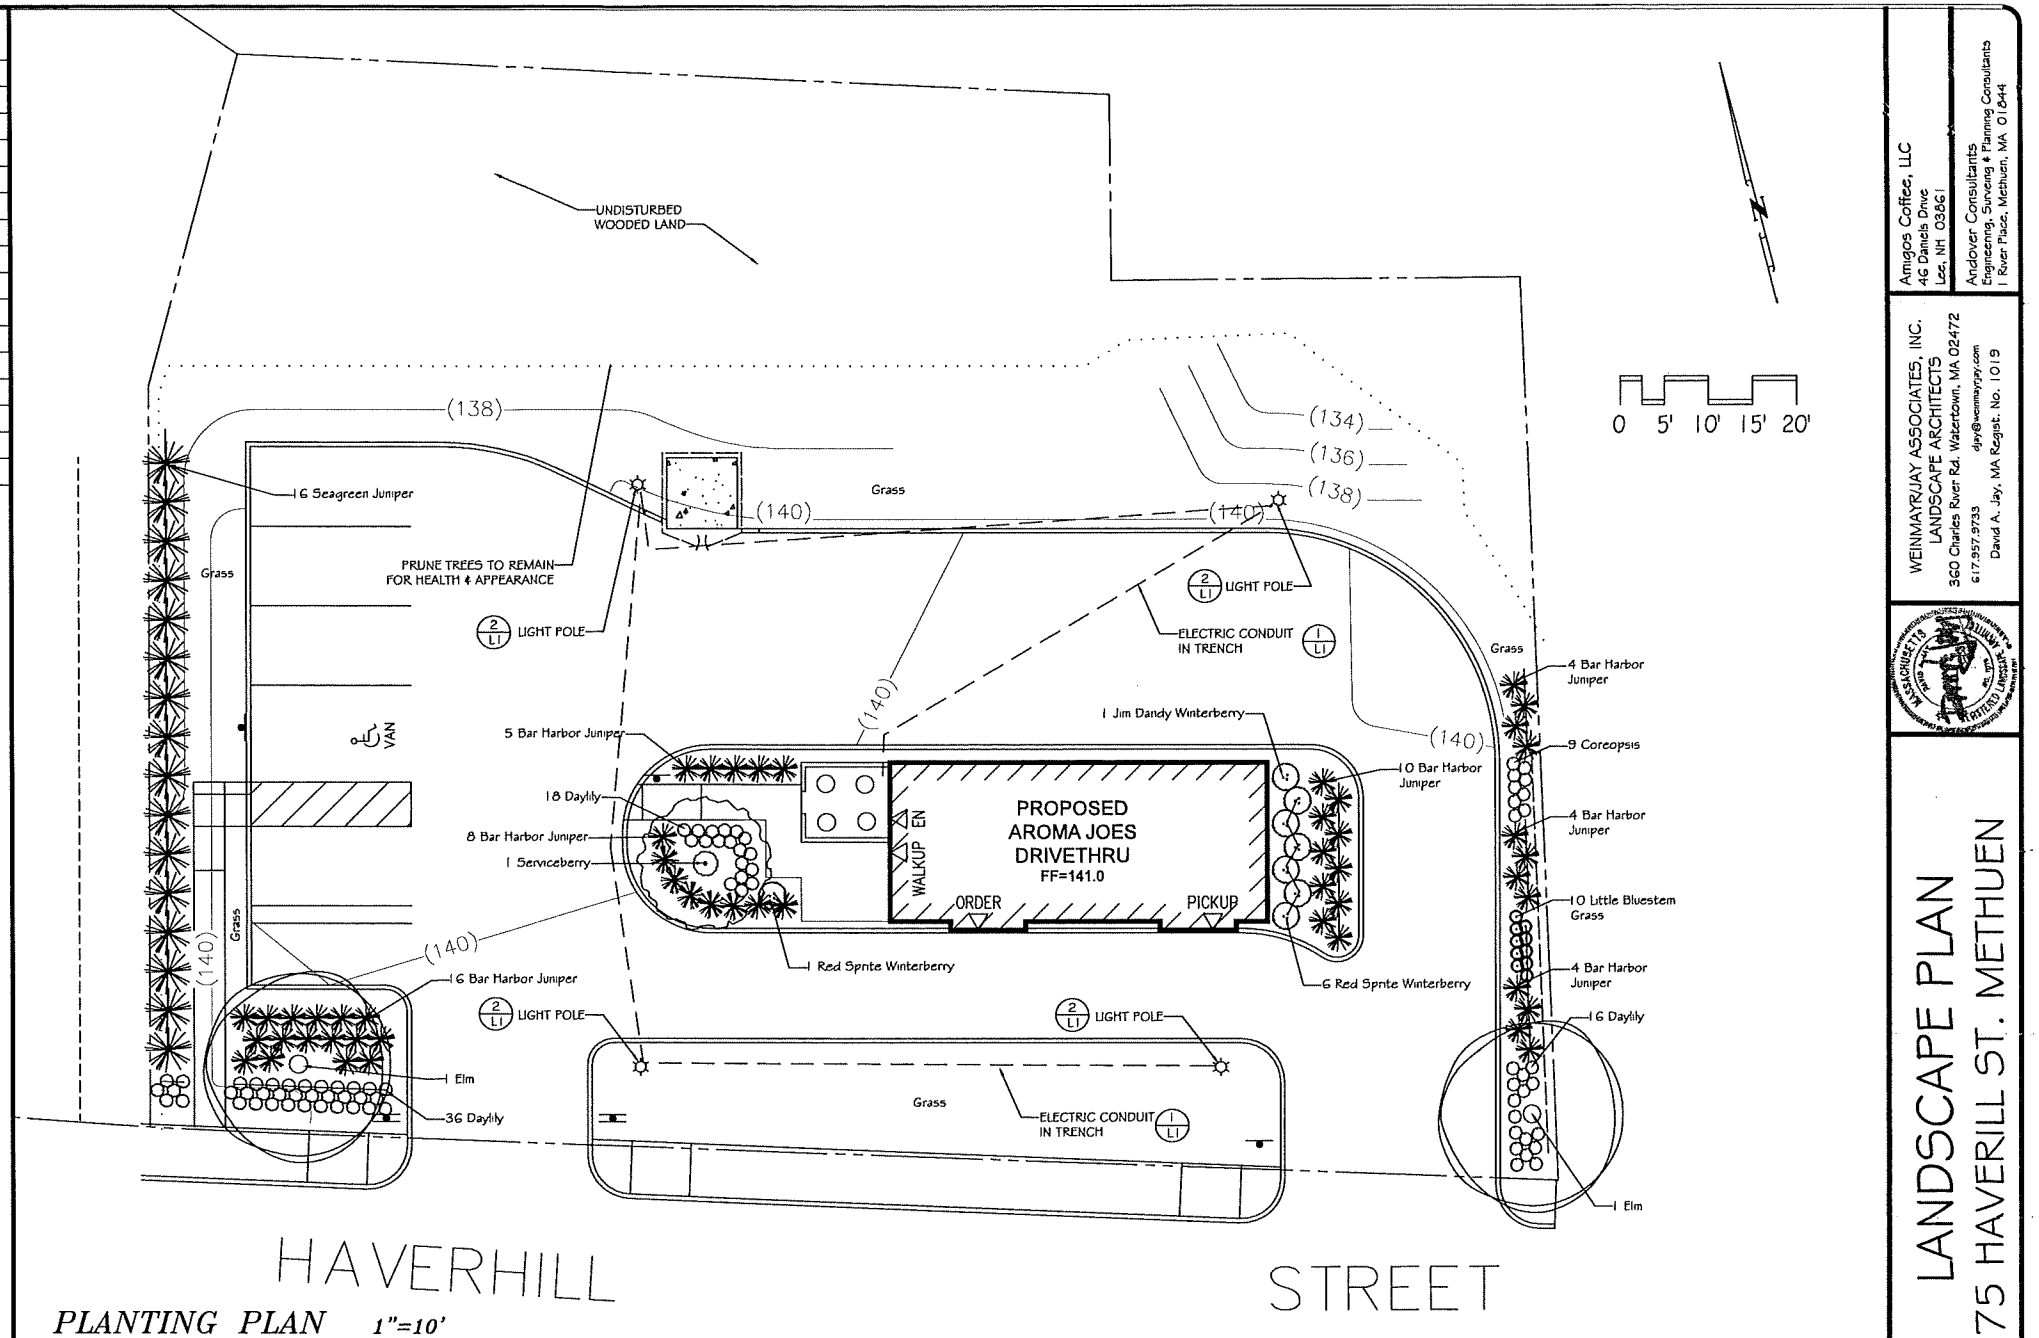 UNDISTURBED
WOODED LAND
(138)
16 Seagreen Juniper
Grass
PRUNE TREES TO REMAIN
FOR HEALTH & APPEARANCE
2
L1
LIGHT POLE
(140)
Grass
(134)
(136)
(138)
(140)
2
L1
LIGHT POLE
ELECTRIC CONDUIT
IN TRENCH
1
L1
Grass
4 Bar Harbor
Juniper
VAN
5 Bar Harbor Juniper
(140)
1 Jim Dandy Winterberry
(140)
9 Coreopsis
10 Bar Harbor
Juniper
18 Daylily
8 Bar Harbor Juniper
1 Serviceberry
WALKUP EN
PROPOSED
AROMA JOES
DRIVETHRU
FF=141.0
ORDER
PICKUP
4 Bar Harbor
Juniper
10 Little Bluestem
Grass
Grass
(140)
(140)
16 Bar Harbor Juniper
1 Red Sprite Winterberry
6 Red Sprite Winterberry
4 Bar Harbor
Juniper
2
L1
LIGHT POLE
2
L1
LIGHT POLE
16 Daylily
1 Elm
36 Daylily
Grass
ELECTRIC CONDUIT
IN TRENCH
1
L1
1 Elm
HAVERHILL STREET
PLANTING PLAN 1"=10'
0 5' 10' 15' 20'
Amigos Coffee, LLC
46 Daniels Drive
Lee, NH 03861
Andover Consultants
Engineering, Surveying & Planning Consultants
1 River Place, Methuen, MA 01844
WEINMAYR/JAY ASSOCIATES, INC.
LANDSCAPE ARCHITECTS
360 Charles River Rd. Watertown, MA 02472
617.957.9733 djay@weinmayrjay.com
David A. Jay, MA Regist. No. 1019
MASSACHUSETTS
LANDSCAPE PLAN
75 HAVERILL ST. METHUEN